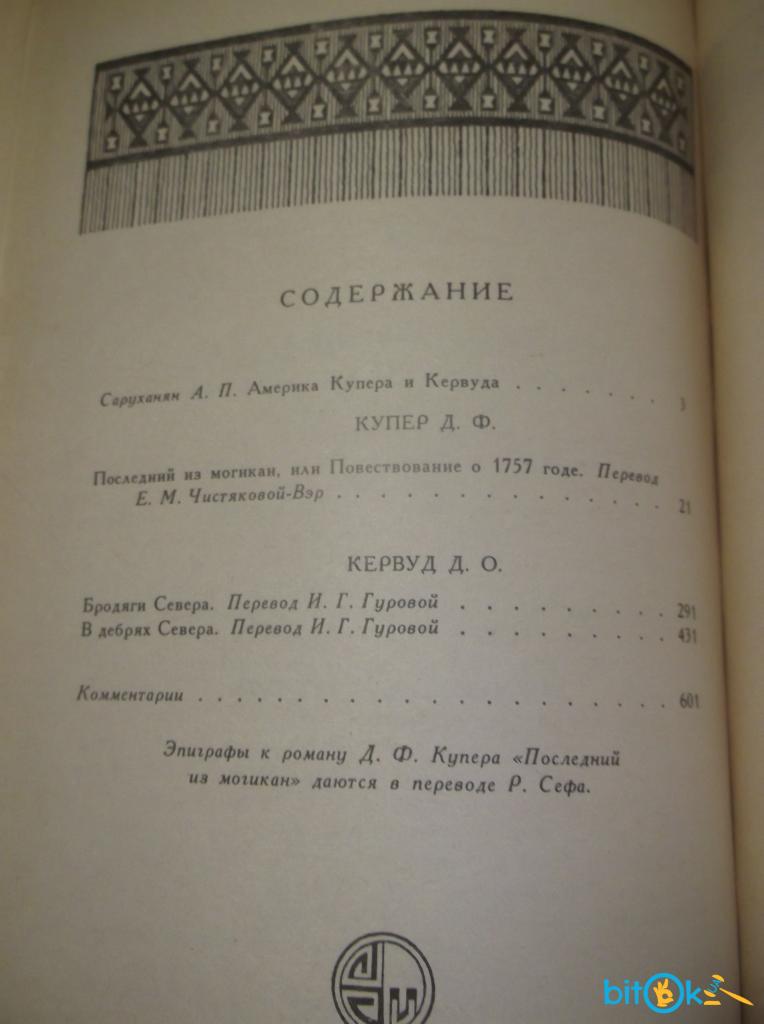 СОДЕРЖАНИЕ
Саруханян А. П. Америка Купера и Кервуда . . . . . . . 3
КУПЕР Д. Ф.
Последний из могикан, или Повествование о 1757 годе. Перевод
Е. М. Чистяковой-Вэр . . . . . . . . . . . . . 21
КЕРВУД Д. О.
Бродяги Севера. Перевод И. Г. Гуровой . . . . . . . . . 291
В дебрях Севера. Перевод И. Г. Гуровой . . . . . . . . . 431
Комментарии . . . . . . . . . . . . . . . . . . . 601
Эпиграфы к роману Д. Ф. Купера «Последний
из могикан» даются в переводе Р. Сефа.
bitOk